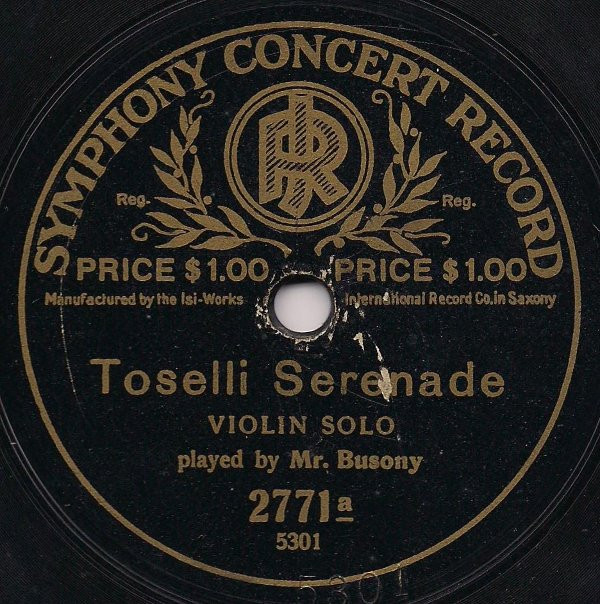 SYMPHONY CONCERT RECORD
Reg. Reg.
PRICE $1.00 PRICE $1.00
Manufactured by the Isi-Works International Record Co, in Saxony
Toselli Serenade
VIOLIN SOLO
played by Mr. Busony
2771a
5301
5301